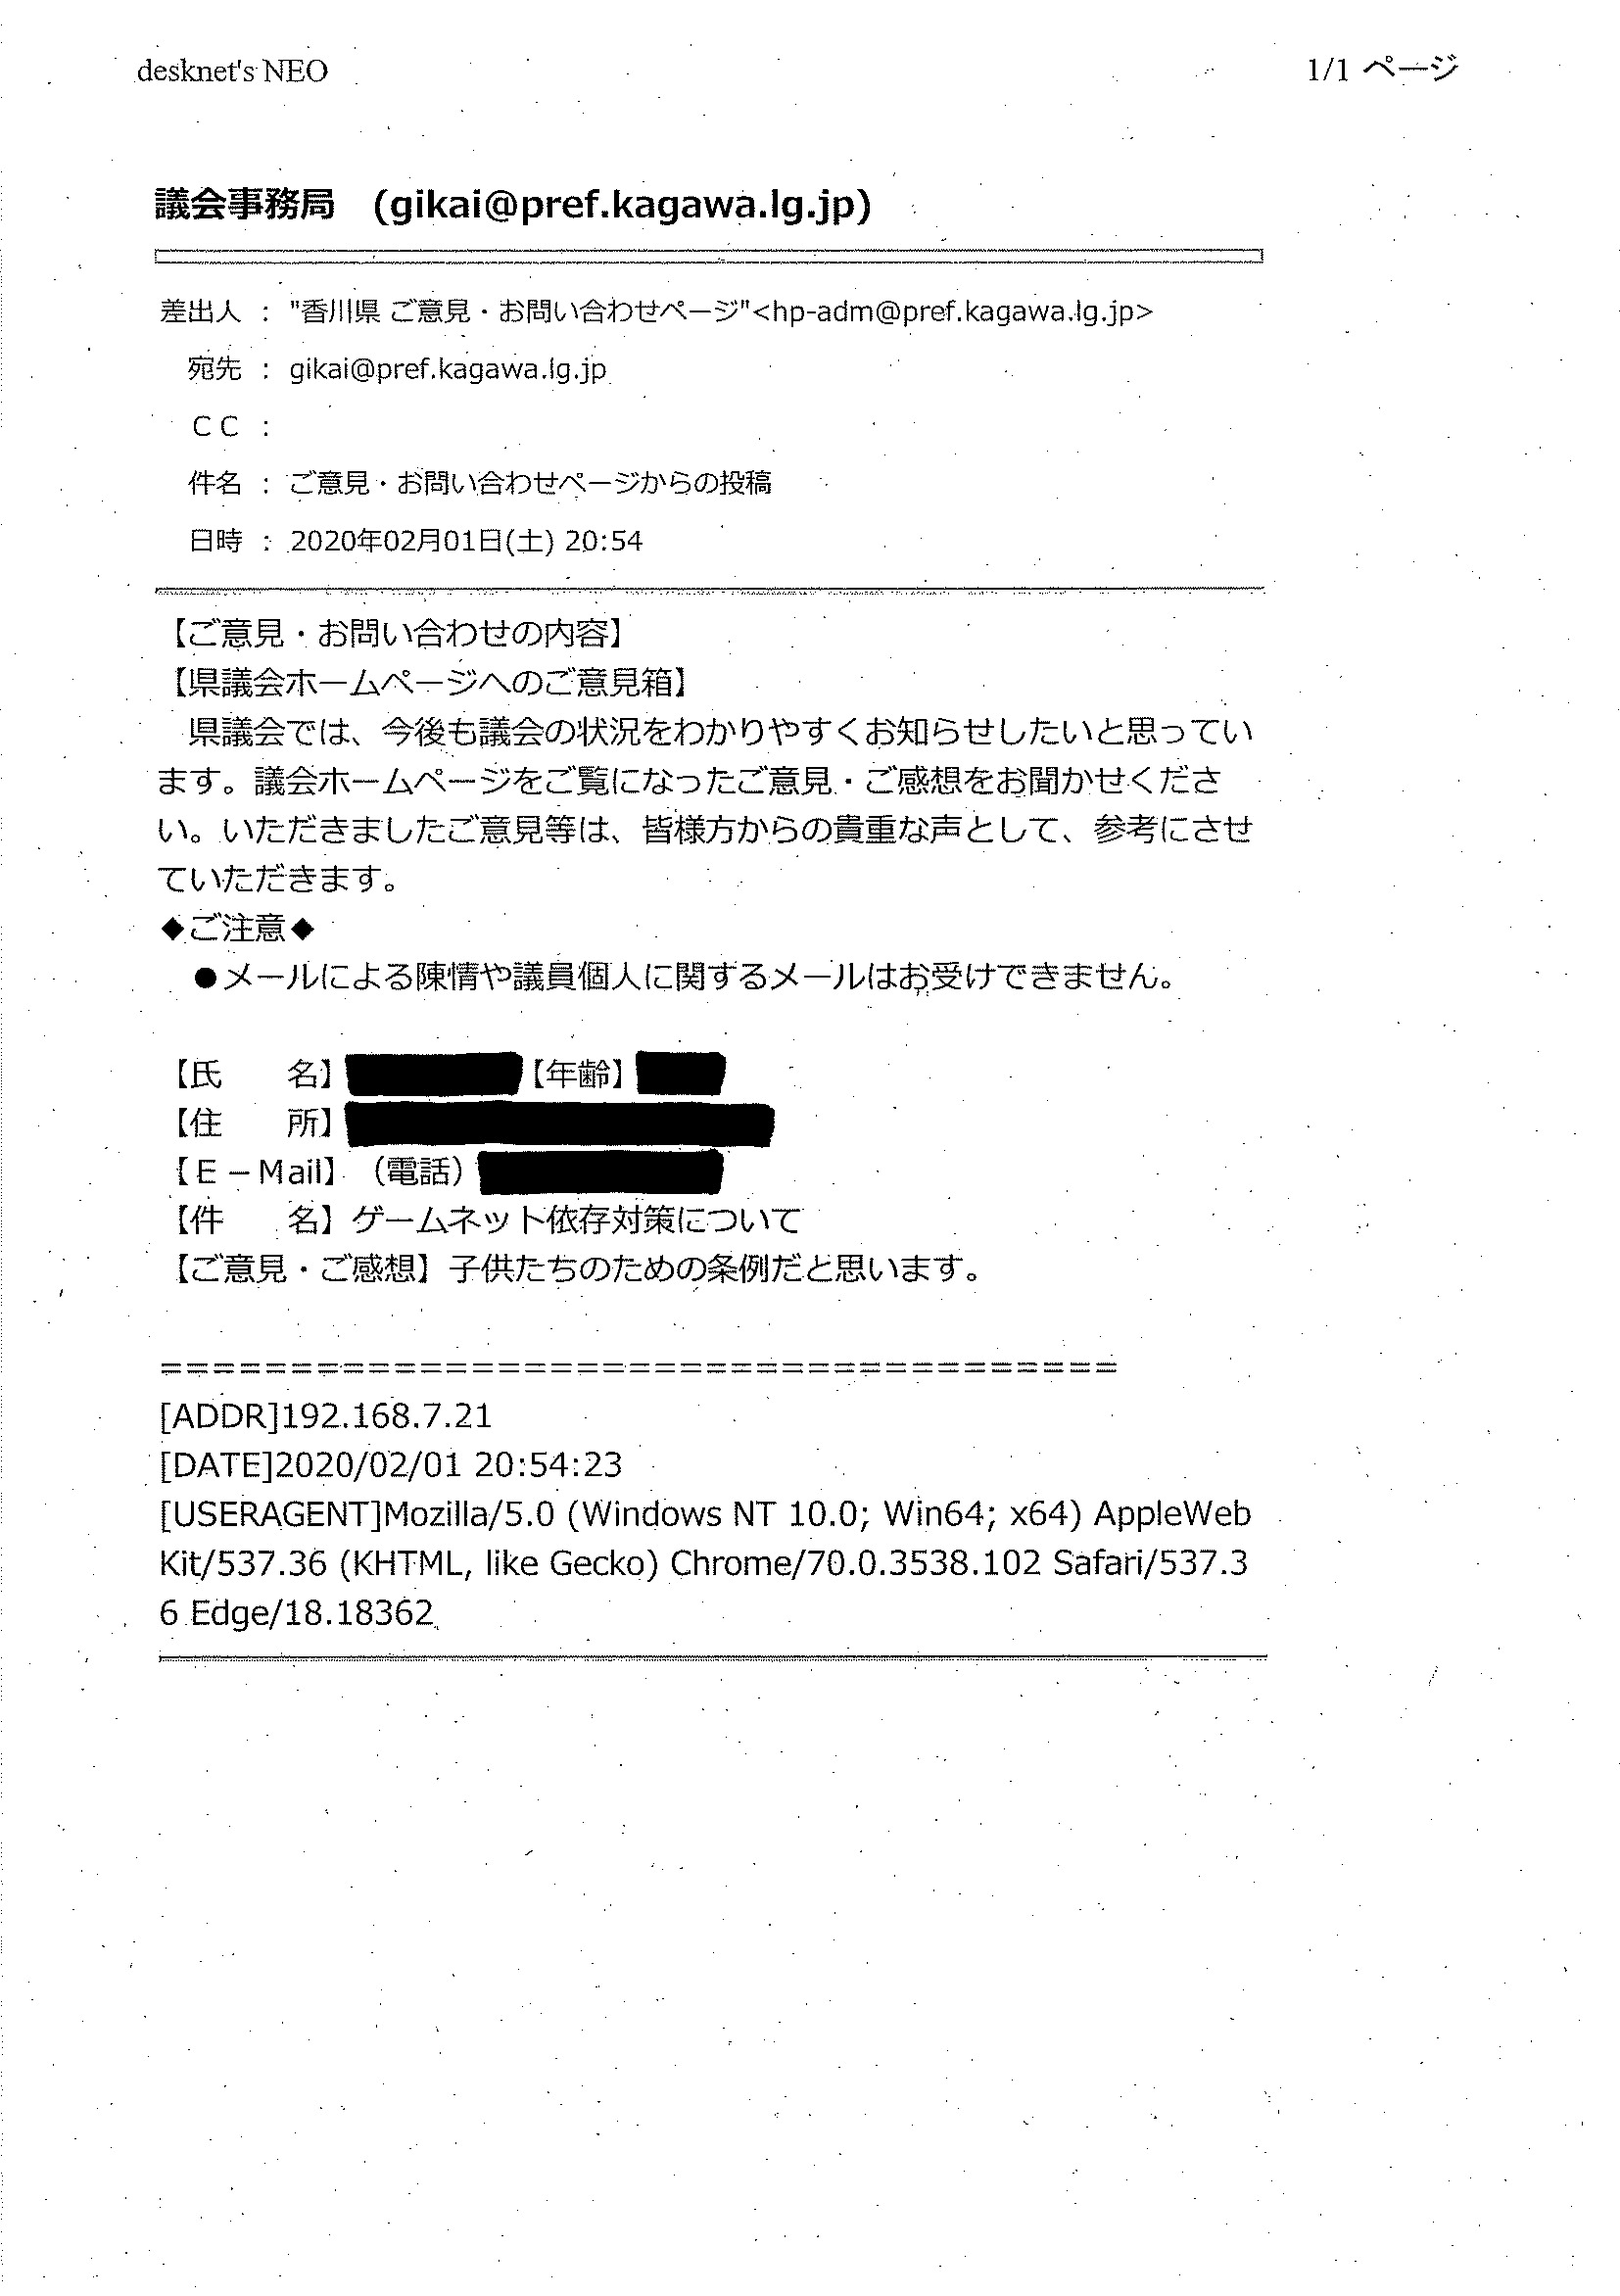 desknet's NEO
1/1 ページ
議会事務局　(gikai@pref.kagawa.lg.jp)
差出人 ： "香川県 ご意見・お問い合わせページ"<hp-adm@pref.kagawa.lg.jp>
宛先 ： gikai@pref.kagawa.lg.jp
ＣＣ ：
件名 ： ご意見・お問い合わせページからの投稿
日時 ： 2020年02月01日(土) 20:54
【ご意見・お問い合わせの内容】
【県議会ホームページへのご意見箱】
　県議会では、今後も議会の状況をわかりやすくお知らせしたいと思ってい
ます。議会ホームページをご覧になったご意見・ご感想をお聞かせくださ
い。いただきましたご意見等は、皆様方からの貴重な声として、参考にさせ
ていただきます。
◆ご注意◆
　●メールによる陳情や議員個人に関するメールはお受けできません。
【氏　　名】【年齢】
【住　　所】
【Ｅ－Mail】（電話）
【件　　名】ゲームネット依存対策について
【ご意見・ご感想】子供たちのための条例だと思います。
=====================================
[ADDR]192.168.7.21
[DATE]2020/02/01 20:54:23
[USERAGENT]Mozilla/5.0 (Windows NT 10.0; Win64; x64) AppleWeb
Kit/537.36 (KHTML, like Gecko) Chrome/70.0.3538.102 Safari/537.3
6 Edge/18.18362